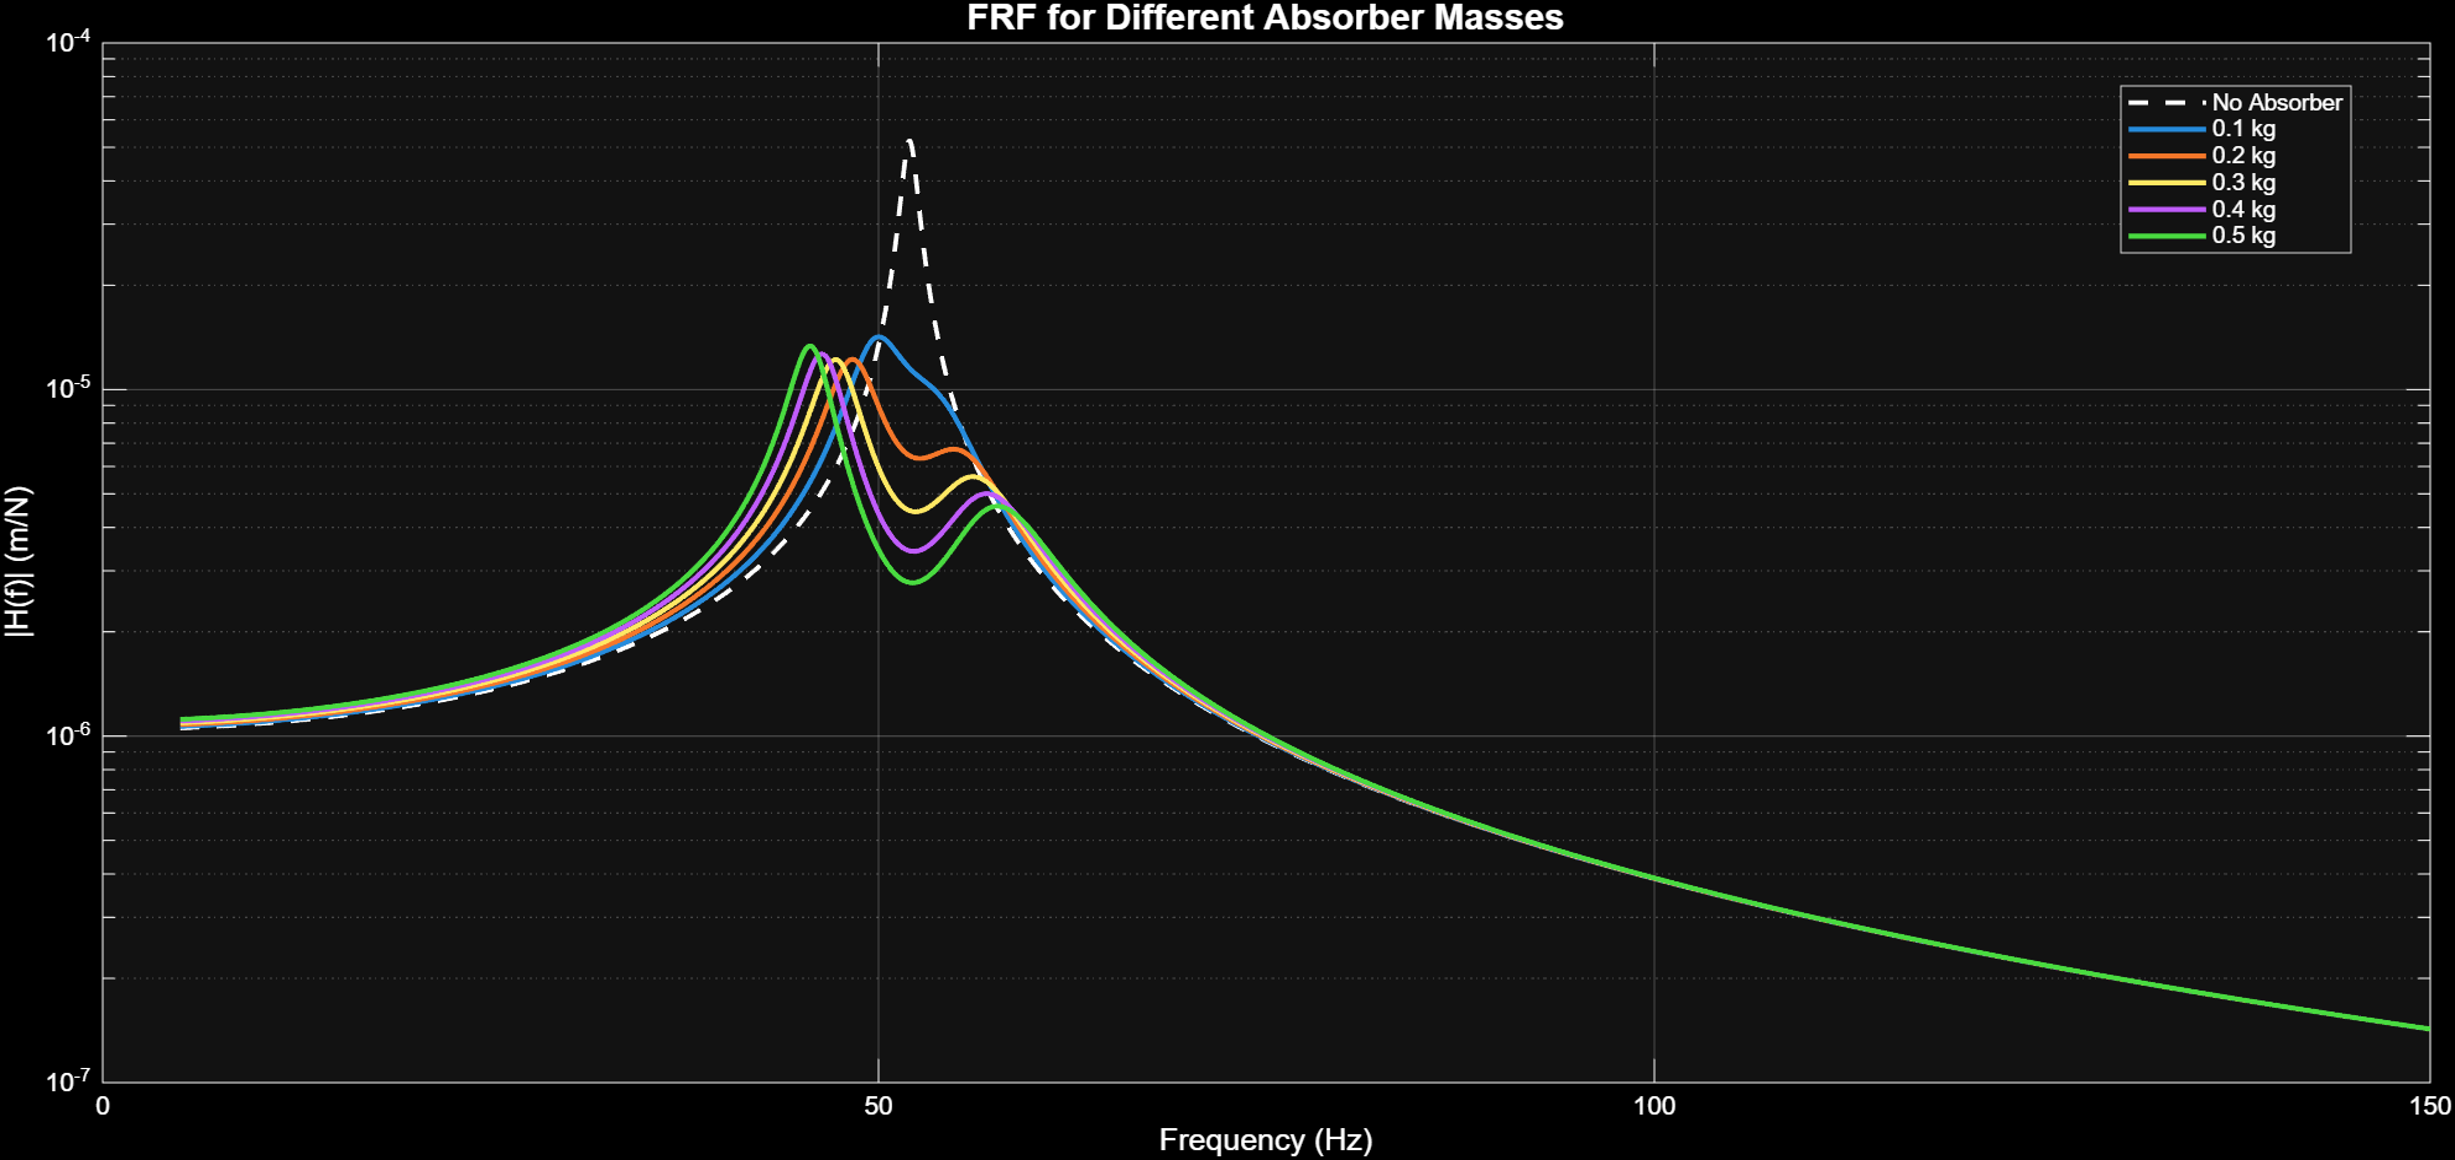 FRF for Different Absorber Masses
10-4
10-5
10-6
10-7
|H(f)| (m/N)
No Absorber
0.1 kg
0.2 kg
0.3 kg
0.4 kg
0.5 kg
0 50 100 150
Frequency (Hz)